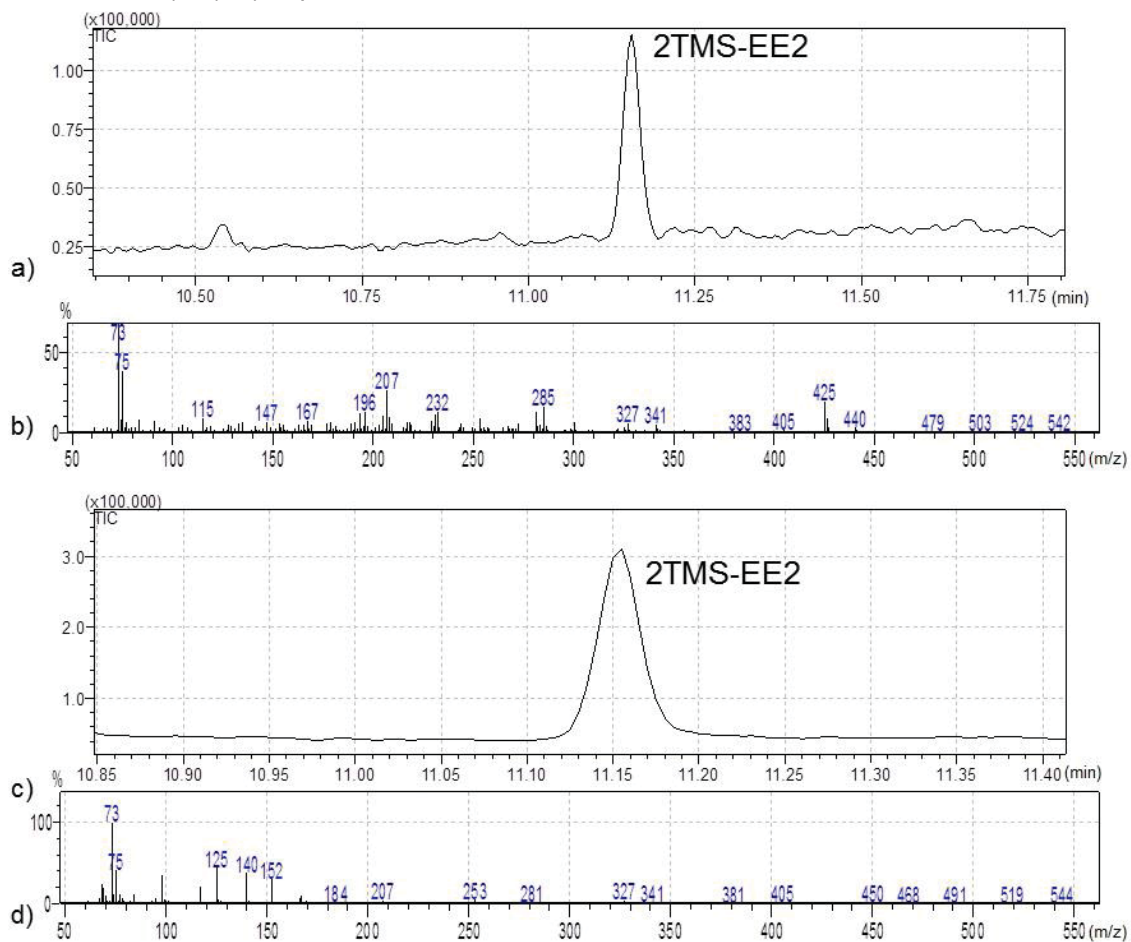 (x100,000)
TIC
2TMS-EE2
1.00
0.75
0.50
0.25
a)
10.50 10.75 11.00 11.25 11.50 11.75 (min)
%
73
75
207
425
285
115 147 167 196 232 327 341 383 405 440 479 503 524 542
50
0
b)
50 100 150 200 250 300 350 400 450 500 550 (m/z)
(x100,000)
TIC
2TMS-EE2
3.0
2.0
1.0
10.85 10.90 10.95 11.00 11.05 11.10 11.15 11.20 11.25 11.30 11.35 11.40 (min)
c)
%
100
73
75 125 140 152
184 207 253 281 327 341 381 405 450 468 491 519 544
0
d)
50 100 150 200 250 300 350 400 450 500 550 (m/z)